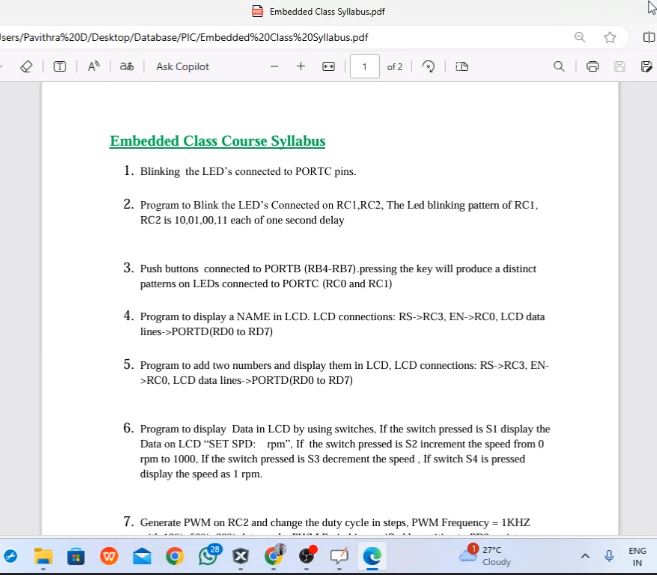 Embedded Class Syllabus.pdf
sers/Pavithra%20D/Desktop/Database/PIC/Embedded%20Class%20Syllabus.pdf
Ask Copilot
1 of 2
Embedded Class Course Syllabus
1. Blinking the LED's connected to PORTC pins.
2. Program to Blink the LED's Connected on RC1,RC2, The Led blinking pattern of RC1,
RC2 is 10,01,00,11 each of one second delay
3. Push buttons connected to PORTB (RB4-RB7).pressing the key will produce a distinct
patterns on LEDs connected to PORTC (RC0 and RC1)
4. Program to display a NAME in LCD. LCD connections: RS->RC3, EN->RC0, LCD data
lines->PORTD(RD0 to RD7)
5. Program to add two numbers and display them in LCD, LCD connections: RS->RC3, EN-
>RC0, LCD data lines->PORTD(RD0 to RD7)
6. Program to display Data in LCD by using switches, If the switch pressed is S1 display the
Data on LCD "SET SPD: rpm", If the switch pressed is S2 increment the speed from 0
rpm to 1000, If the switch pressed is S3 decrement the speed , If switch S4 is pressed
display the speed as 1 rpm.
7. Generate PWM on RC2 and change the duty cycle in steps, PWM Frequency = 1KHZ
28
1
27°C
Cloudy
ENG
IN